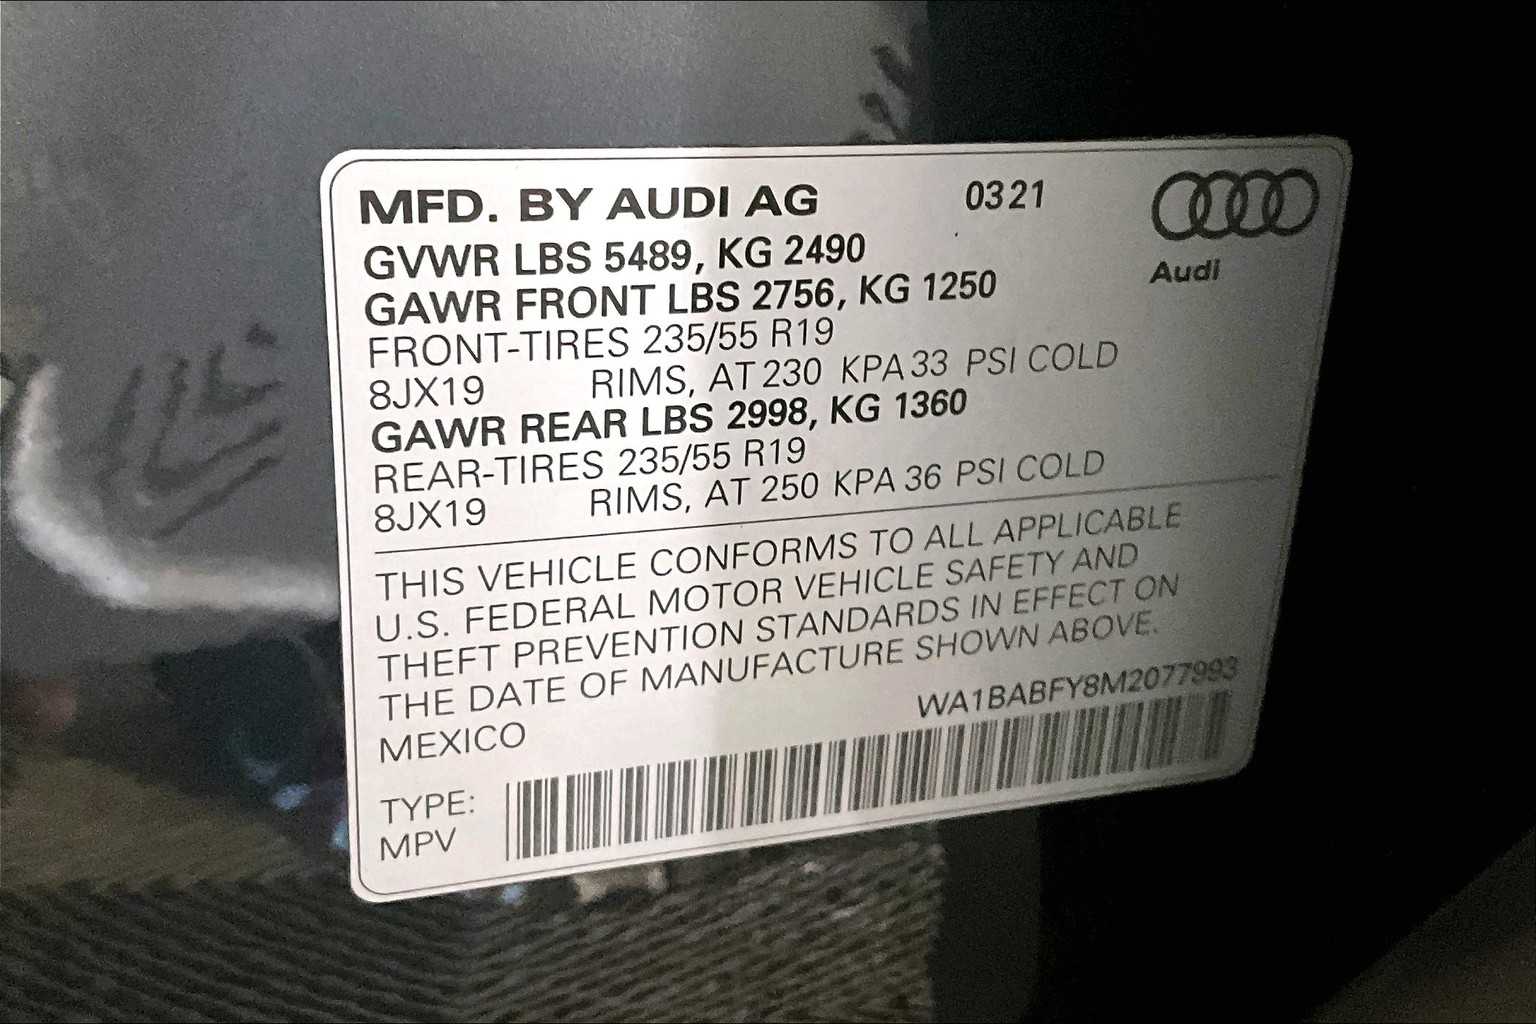 MFD. BY AUDI AG 0321
GVWR LBS 5489, KG 2490
Audi
GAWR FRONT LBS 2756, KG 1250
FRONT-TIRES 235/55 R19
8JX19 RIMS, AT 230 KPA 33 PSI COLD
GAWR REAR LBS 2998, KG 1360
REAR-TIRES 235/55 R19
8JX19 RIMS, AT 250 KPA 36 PSI COLD
THIS VEHICLE CONFORMS TO ALL APPLICABLE
U.S. FEDERAL MOTOR VEHICLE SAFETY AND
THEFT PREVENTION STANDARDS IN EFFECT ON
THE DATE OF MANUFACTURE SHOWN ABOVE.
MEXICO WA1BABFY8M2077993
TYPE:
MPV